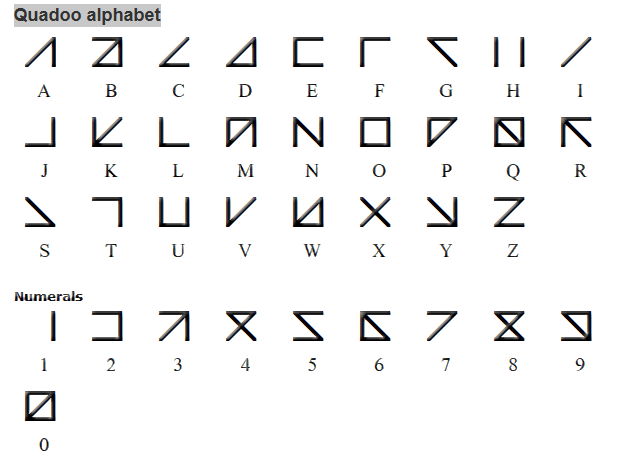 Quadoo alphabet
A B C D E F G H I
J K L M N O P Q R
S T U V W X Y Z
Numerals
1 2 3 4 5 6 7 8 9
0